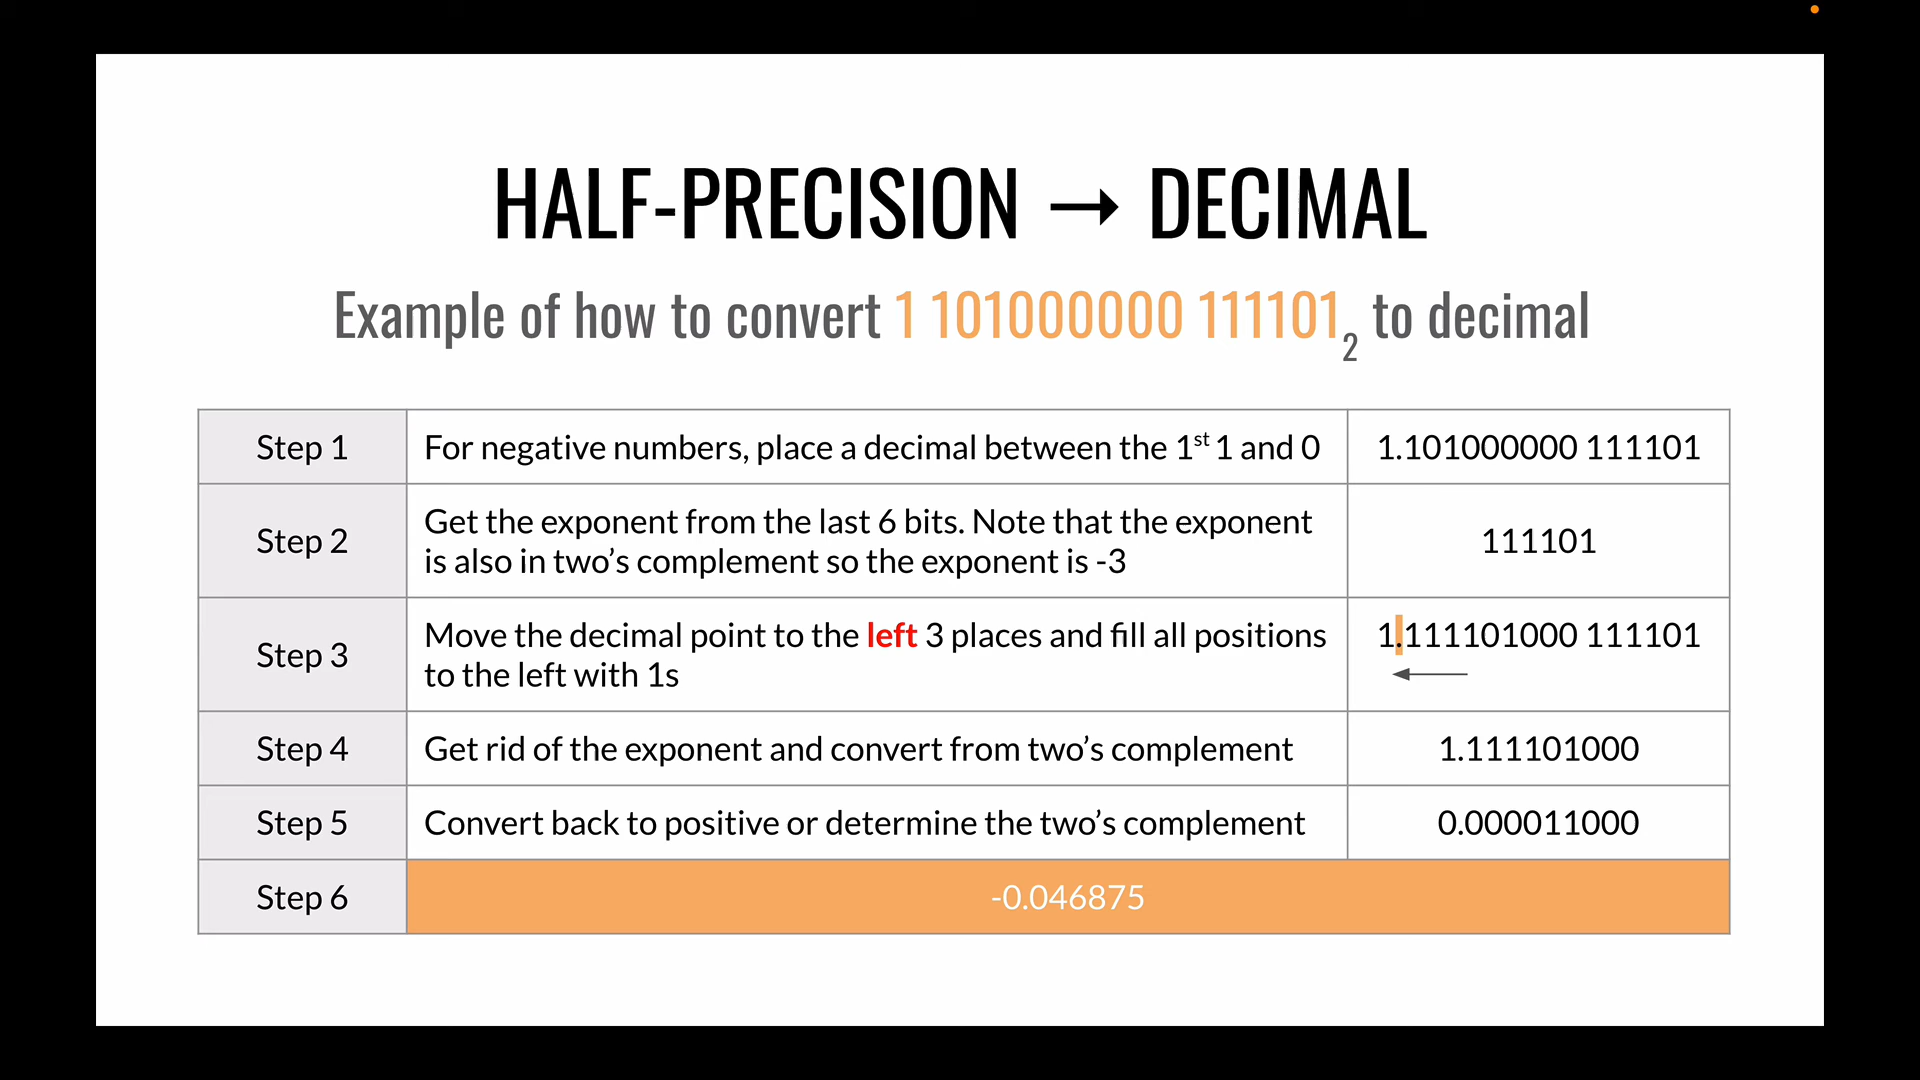 HALF-PRECISION → DECIMAL
Example of how to convert 1 101000000 111101₂ to decimal
Step 1
For negative numbers, place a decimal between the 1ˢᵗ 1 and 0
1.101000000 111101
Step 2
Get the exponent from the last 6 bits. Note that the exponent
is also in two’s complement so the exponent is -3
111101
Step 3
Move the decimal point to the left 3 places and fill all positions
to the left with 1s
1.111101000 111101
Step 4
Get rid of the exponent and convert from two’s complement
1.111101000
Step 5
Convert back to positive or determine the two’s complement
0.000011000
Step 6
-0.046875